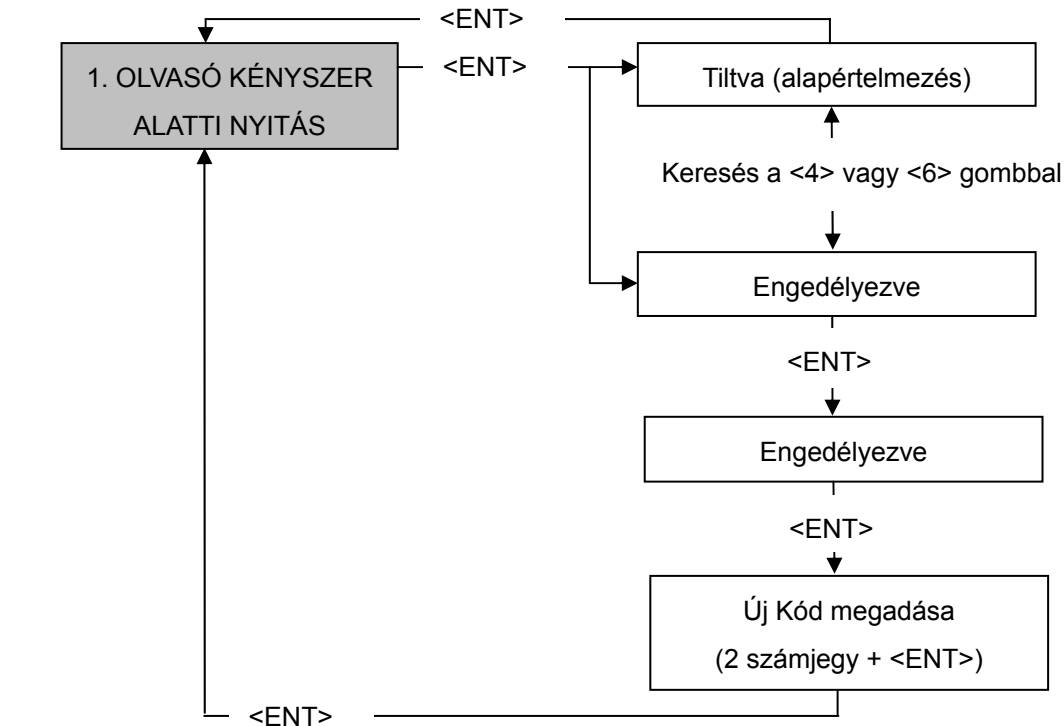 <ENT>
1. OLVASÓ KÉNYSZER
ALATTI NYITÁS
<ENT>
Tiltva (alapértelmezés)
Keresés a <4> vagy <6> gombbal
Engedélyezve
<ENT>
Engedélyezve
<ENT>
Új Kód megadása
(2 számjegy + <ENT>)
<ENT>